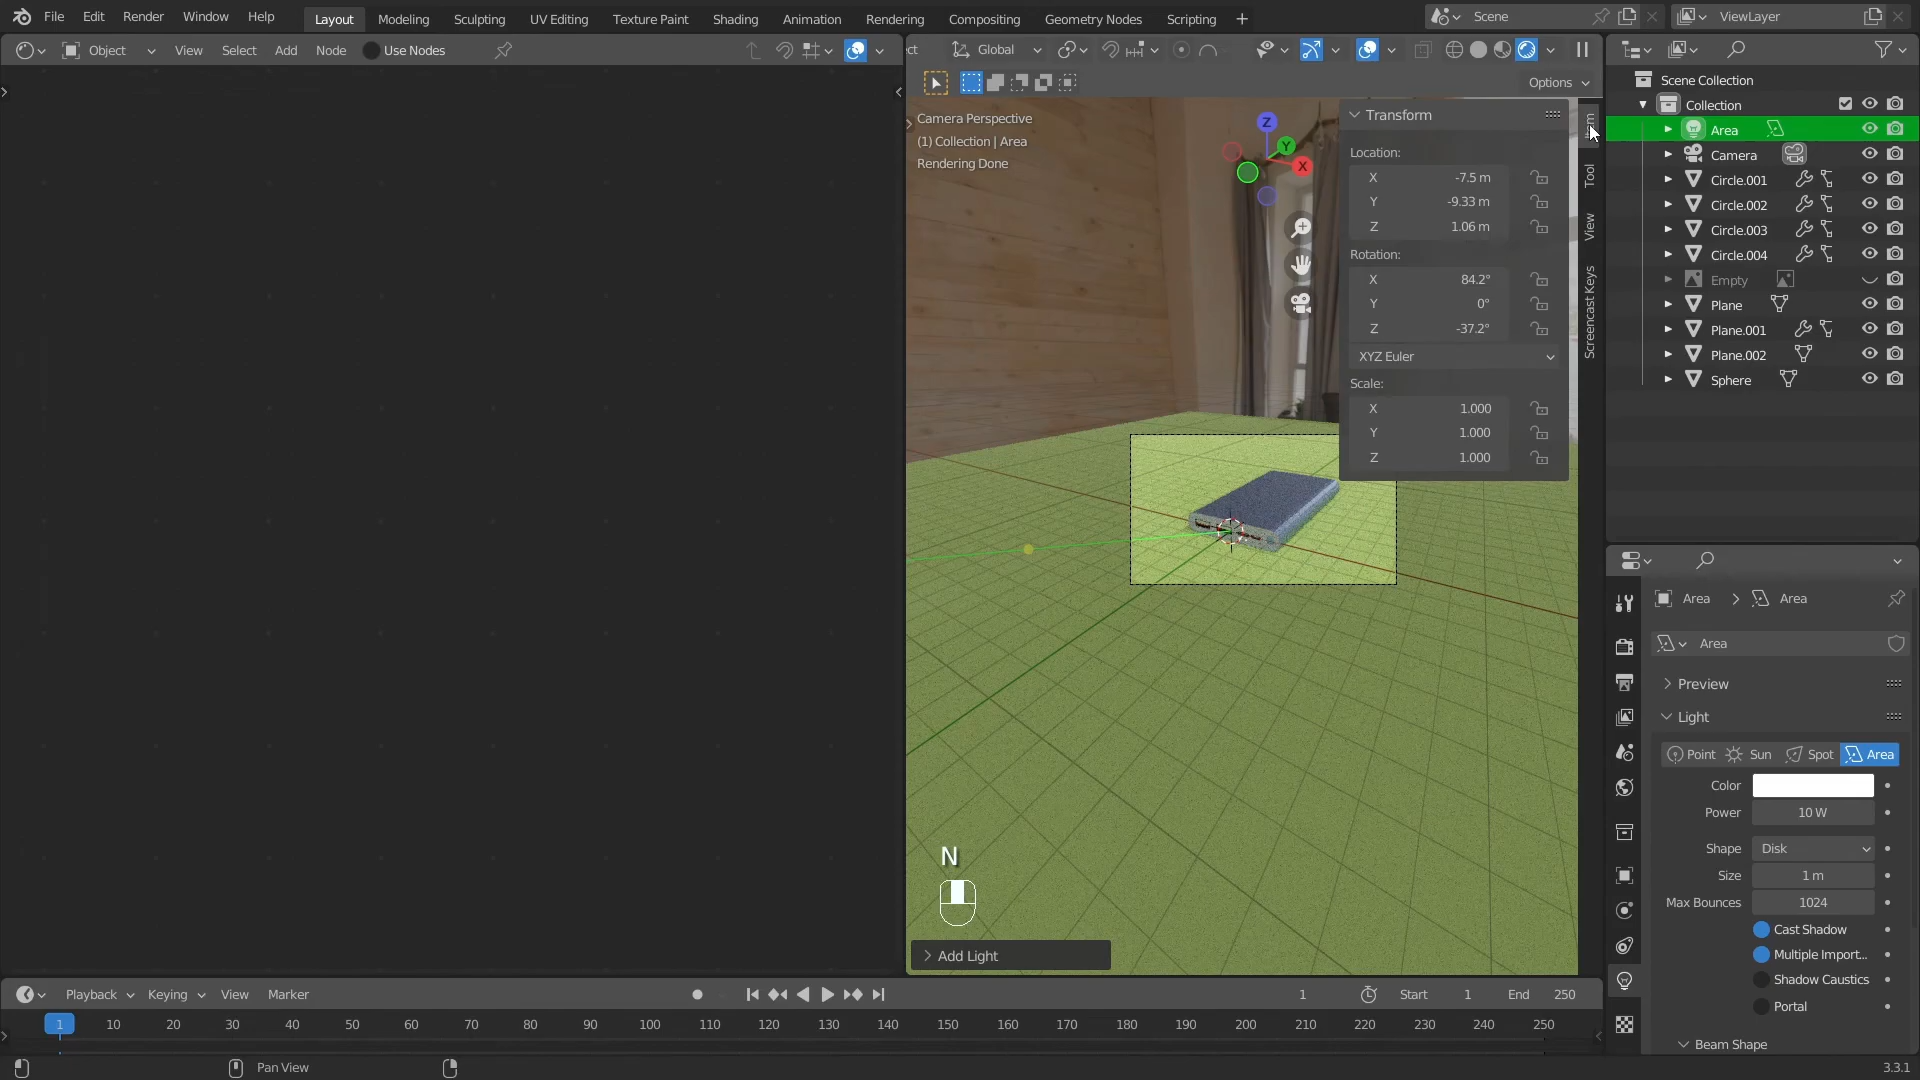 File Edit Render Window Help Layout Modeling Sculpting UV Editing Texture Paint Shading Animation Rendering Compositing Geometry Nodes Scripting + Scene ViewLayer
Object View Select Add Node Use Nodes
ct Global
Options
Camera Perspective
(1) Collection | Area
Rendering Done
Z
Y
X
Transform
Location:
X -7.5 m
Y -9.33 m
Z 1.06 m
Rotation:
X 84.2°
Y 0°
Z -37.2°
XYZ Euler
Scale:
X 1.000
Y 1.000
Z 1.000
Item
Tool
View
Screencast Keys
N
Add Light
Scene Collection
Collection
Area
Camera
Circle.001
Circle.002
Circle.003
Circle.004
Empty
Plane
Plane.001
Plane.002
Sphere
Area > Area
Area
Preview
Light
Point Sun Spot Area
Color
Power 10 W
Shape Disk
Size 1 m
Max Bounces 1024
Cast Shadow
Multiple Import...
Shadow Caustics
Portal
Beam Shape
Playback Keying View Marker 1 Start 1 End 250
1 10 20 30 40 50 60 70 80 90 100 110 120 130 140 150 160 170 180 190 200 210 220 230 240 250
Pan View
3.3.1